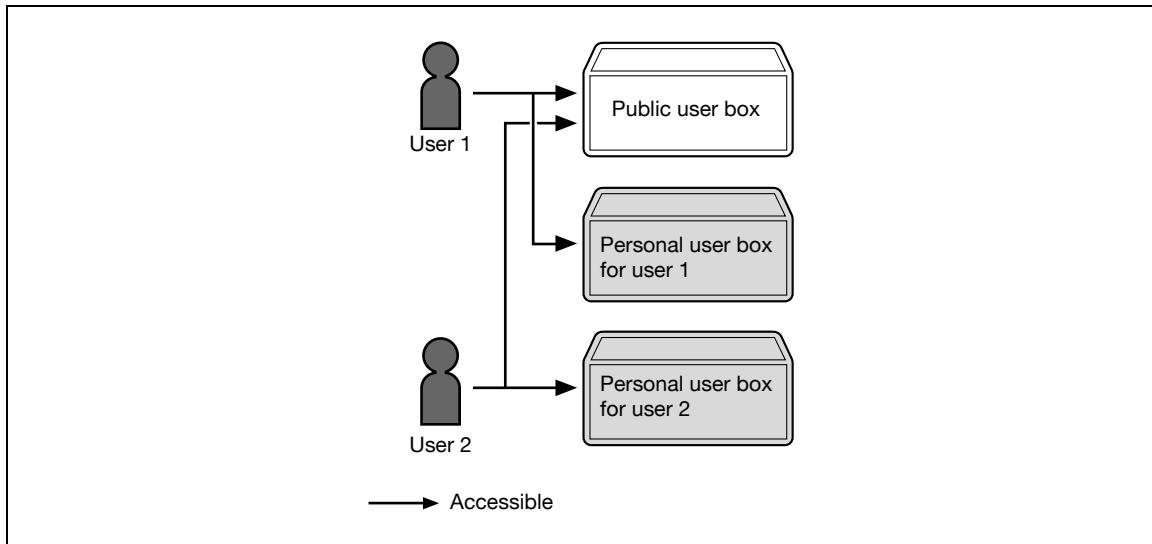 User 1
Public user box
Personal user box
for user 1
User 2
Personal user box
for user 2
Accessible